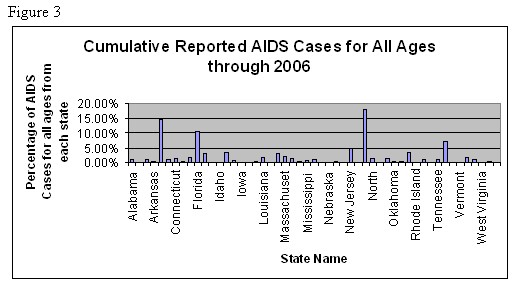 Figure 3
Cumulative Reported AIDS Cases for All Ages
through 2006
Percentage of AIDS
Cases for all ages from
each state
20.00%
15.00%
10.00%
5.00%
0.00%
Alabama
Arkansas
Connecticut
Florida
Idaho
Iowa
Louisiana
Massachuset
Mississippi
Nebraska
New Jersey
North
Oklahoma
Rhode Island
Tennessee
Vermont
West Virginia
State Name